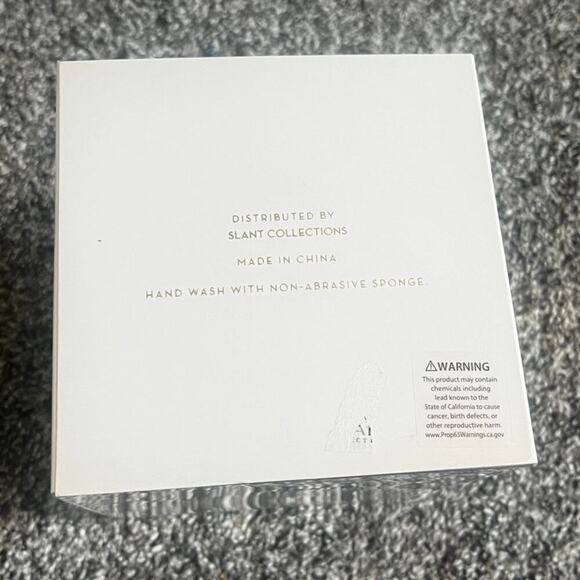 DISTRIBUTED BY
SLANT COLLECTIONS
MADE IN CHINA
HAND WASH WITH NON-ABRASIVE SPONGE.
⚠WARNING
This product may contain
chemicals including
lead known to the
State of California to cause
cancer, birth defects, or
other reproductive harm.
www.Prop65Warnings.ca.gov